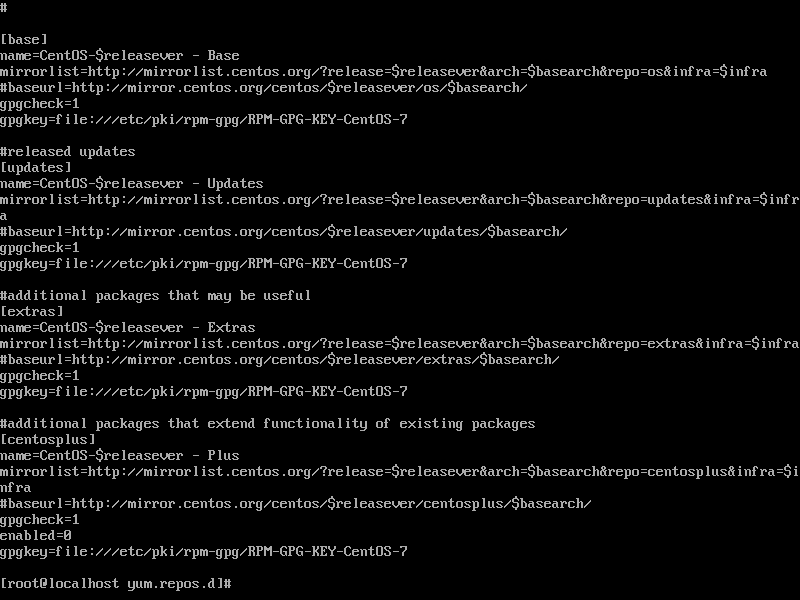 #
[base]
name=CentOS-$releasever - Base
mirrorlist=http://mirrorlist.centos.org/?release=$releasever&arch=$basearch&repo=os&infra=$infra
#baseurl=http://mirror.centos.org/centos/$releasever/os/$basearch/
gpgcheck=1
gpgkey=file:///etc/pki/rpm-gpg/RPM-GPG-KEY-CentOS-7
#released updates
[updates]
name=CentOS-$releasever - Updates
mirrorlist=http://mirrorlist.centos.org/?release=$releasever&arch=$basearch&repo=updates&infra=$infr
a
#baseurl=http://mirror.centos.org/centos/$releasever/updates/$basearch/
gpgcheck=1
gpgkey=file:///etc/pki/rpm-gpg/RPM-GPG-KEY-CentOS-7
#additional packages that may be useful
[extras]
name=CentOS-$releasever - Extras
mirrorlist=http://mirrorlist.centos.org/?release=$releasever&arch=$basearch&repo=extras&infra=$infra
#baseurl=http://mirror.centos.org/centos/$releasever/extras/$basearch/
gpgcheck=1
gpgkey=file:///etc/pki/rpm-gpg/RPM-GPG-KEY-CentOS-7
#additional packages that extend functionality of existing packages
[centosplus]
name=CentOS-$releasever - Plus
mirrorlist=http://mirrorlist.centos.org/?release=$releasever&arch=$basearch&repo=centosplus&infra=$i
nfra
#baseurl=http://mirror.centos.org/centos/$releasever/centosplus/$basearch/
gpgcheck=1
enabled=0
gpgkey=file:///etc/pki/rpm-gpg/RPM-GPG-KEY-CentOS-7
[root@localhost yum.repos.d]#